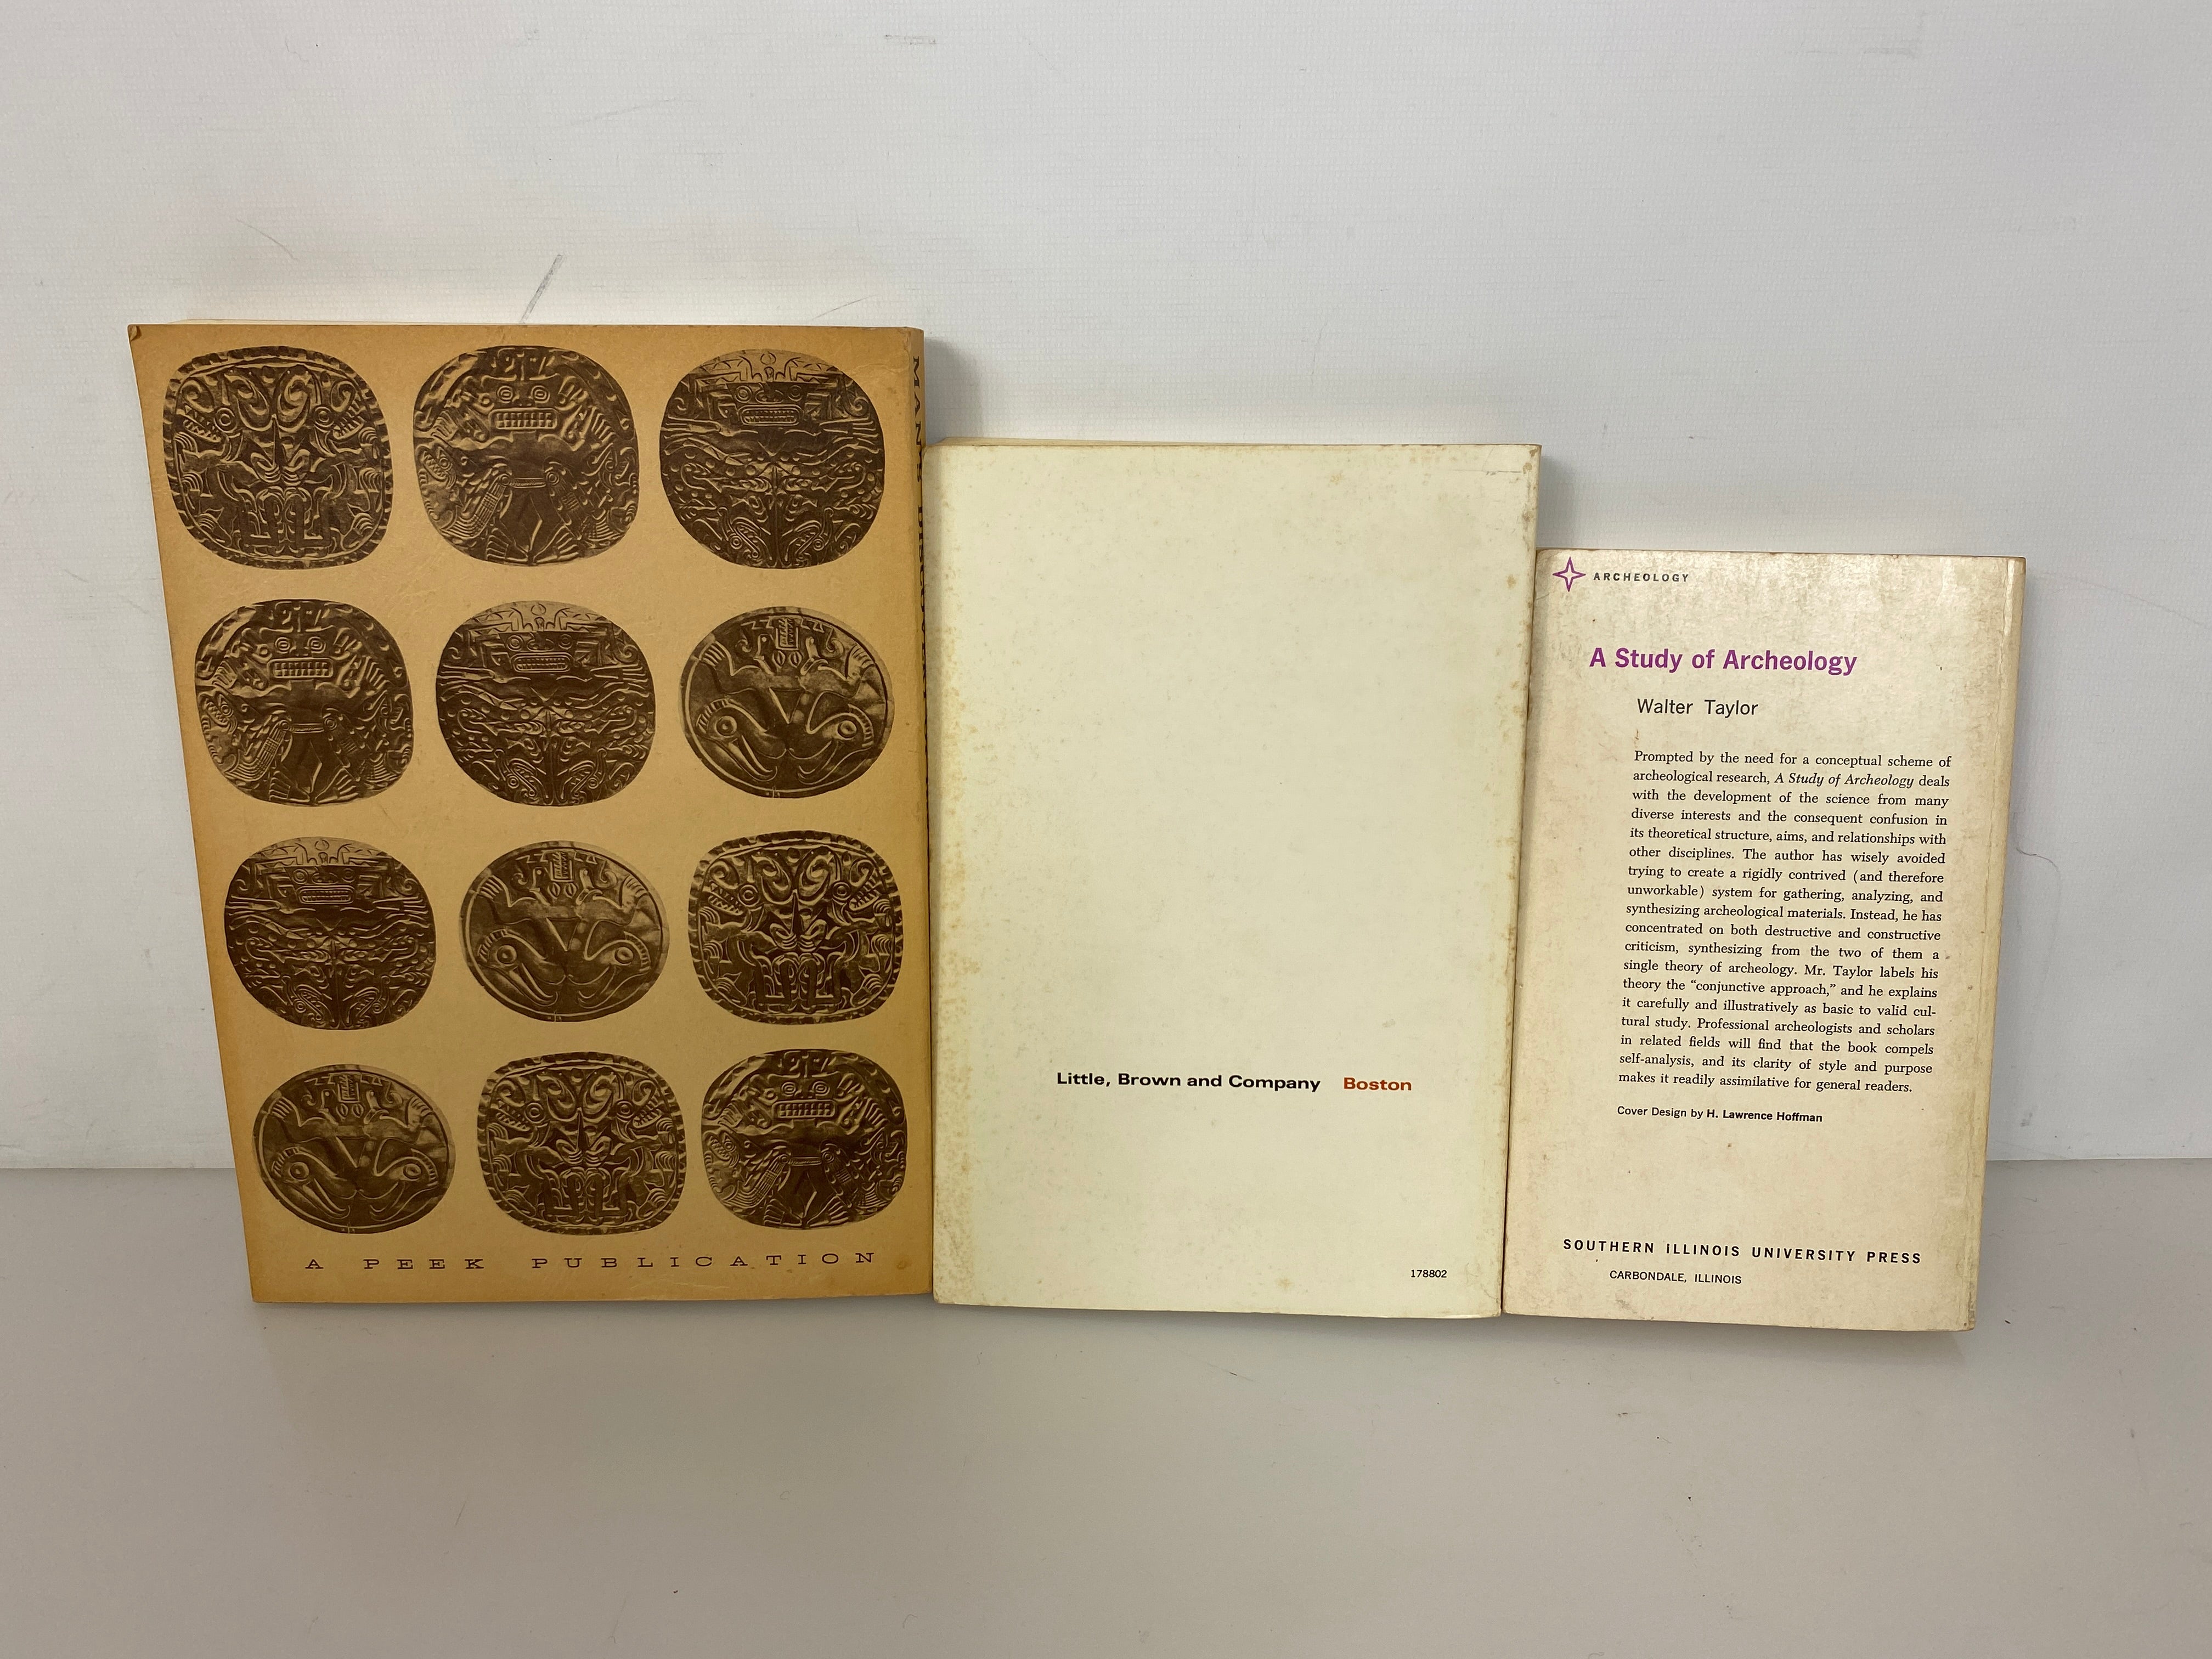 MAN'S DISCOVERY
A PEEK PUBLICATION
Little, Brown and Company Boston
178802
ARCHEOLOGY
A Study of Archeology
Walter Taylor
Prompted by the need for a conceptual scheme of
archeological research, A Study of Archeology deals
with the development of the science from many
diverse interests and the consequent confusion in
its theoretical structure, aims, and relationships with
other disciplines. The author has wisely avoided
trying to create a rigidly contrived (and therefore
unworkable) system for gathering, analyzing, and
synthesizing archeological materials. Instead, he has
concentrated on both destructive and constructive
criticism, synthesizing from the two of them a
single theory of archeology. Mr. Taylor labels his
theory the “conjunctive approach,” and he explains
it carefully and illustratively as basic to valid cul-
tural study. Professional archeologists and scholars
in related fields will find that the book compels
self-analysis, and its clarity of style and purpose
makes it readily assimilative for general readers.
Cover Design by H. Lawrence Hoffman
SOUTHERN ILLINOIS UNIVERSITY PRESS
CARBONDALE, ILLINOIS